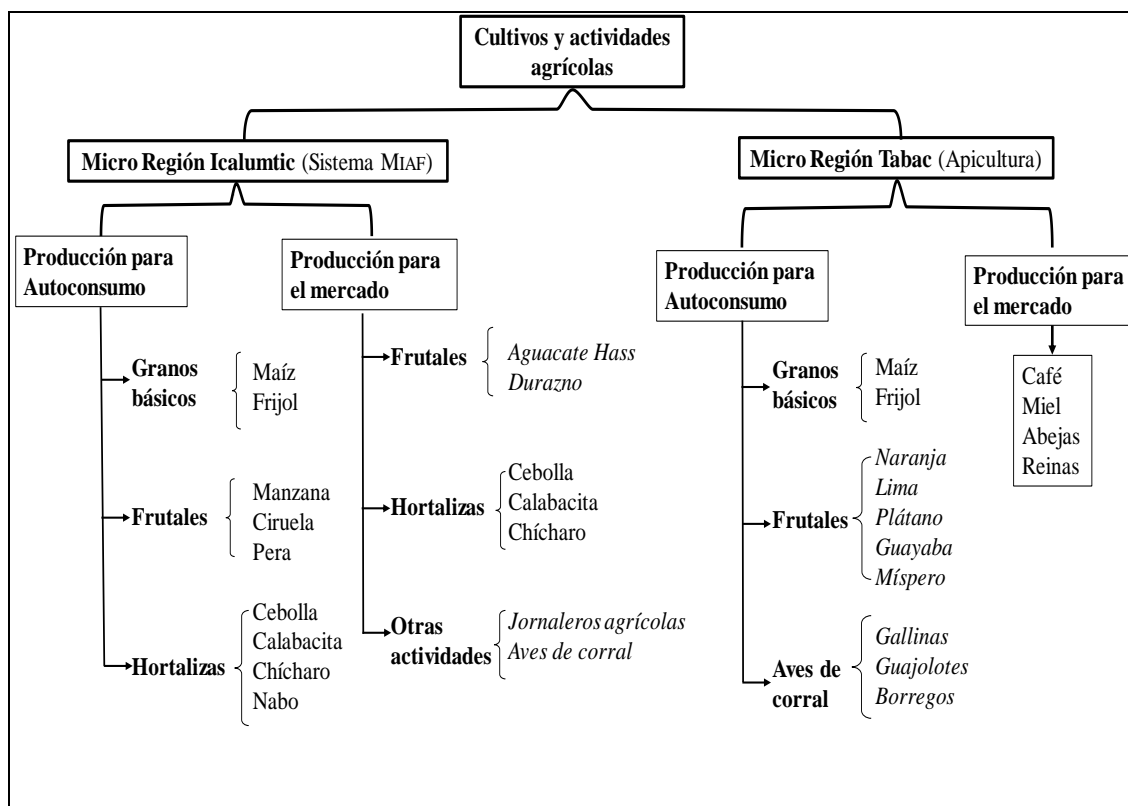 Cultivos y actividades
agrícolas
Micro Región Icalumtic (Sistema MIAF)
Producción para
Autoconsumo
Granos
básicos
Maíz
Frijol
Frutales
Manzana
Ciruela
Pera
Hortalizas
Cebolla
Calabacita
Chícharo
Nabo
Producción para
el mercado
Frutales
Aguacate Hass
Durazno
Hortalizas
Cebolla
Calabacita
Chícharo
Otras
actividades
Jornaleros agrícolas
Aves de corral
Micro Región Tabac (Apicultura)
Producción para
Autoconsumo
Granos
básicos
Maíz
Frijol
Frutales
Naranja
Lima
Plátano
Guayaba
Míspero
Aves de
corral
Gallinas
Guajolotes
Borregos
Producción para
el mercado
Café
Miel
Abejas
Reinas